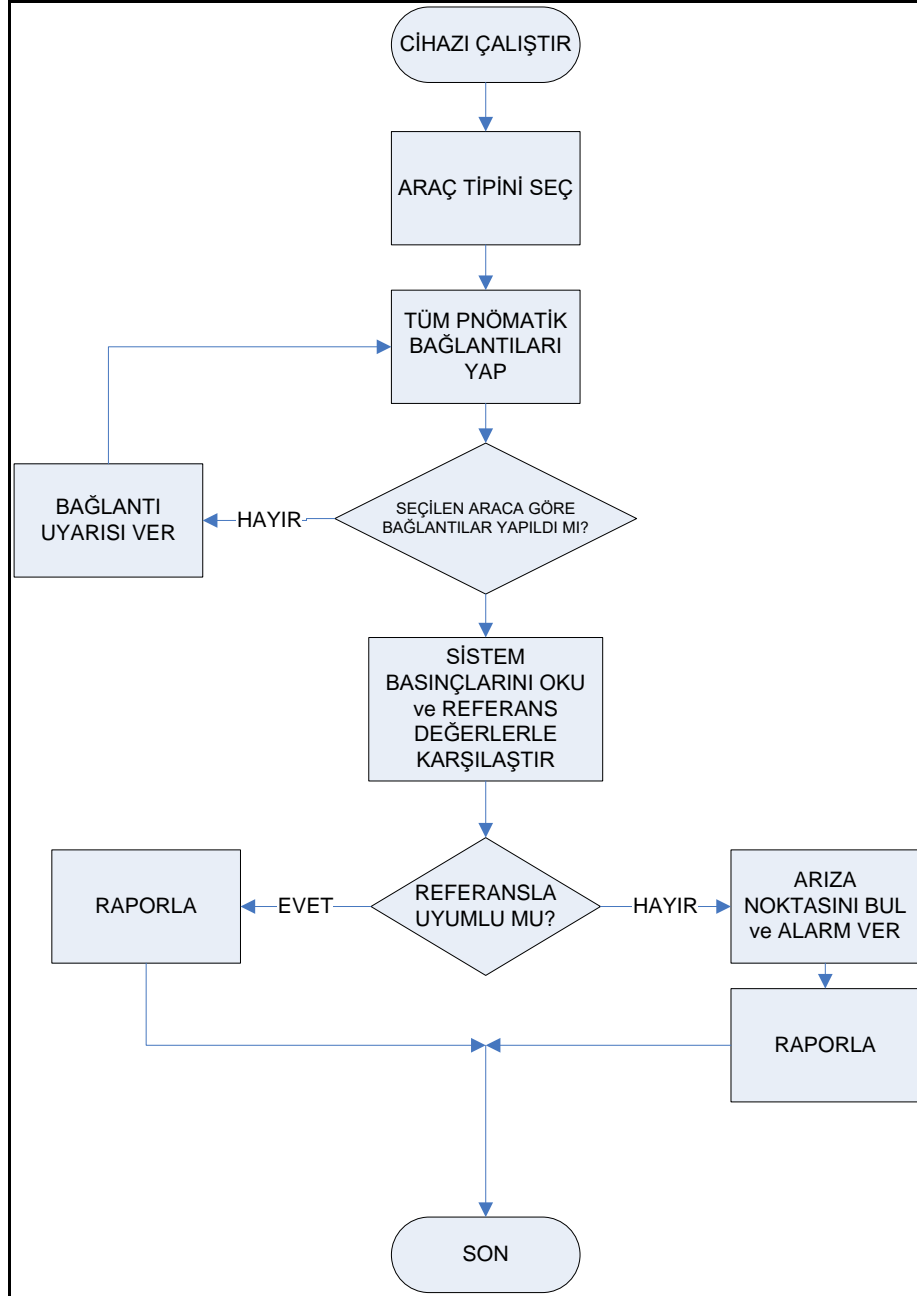 CİHAZI ÇALIŞTIR
ARAÇ TİPİNİ SEÇ
TÜM PNÖMATİK
BAĞLANTILARI
YAP
SEÇİLEN ARACA GÖRE
BAĞLANTILAR YAPILDI MI?
HAYIR
BAĞLANTI
UYARISI VER
SİSTEM
BASINÇLARINI OKU
ve REFERANS
DEĞERLERLE
KARŞILAŞTIR
REFERANSLA
UYUMLU MU?
EVET
RAPORLA
HAYIR
ARIZA
NOKTASINI BUL
ve ALARM VER
RAPORLA
SON